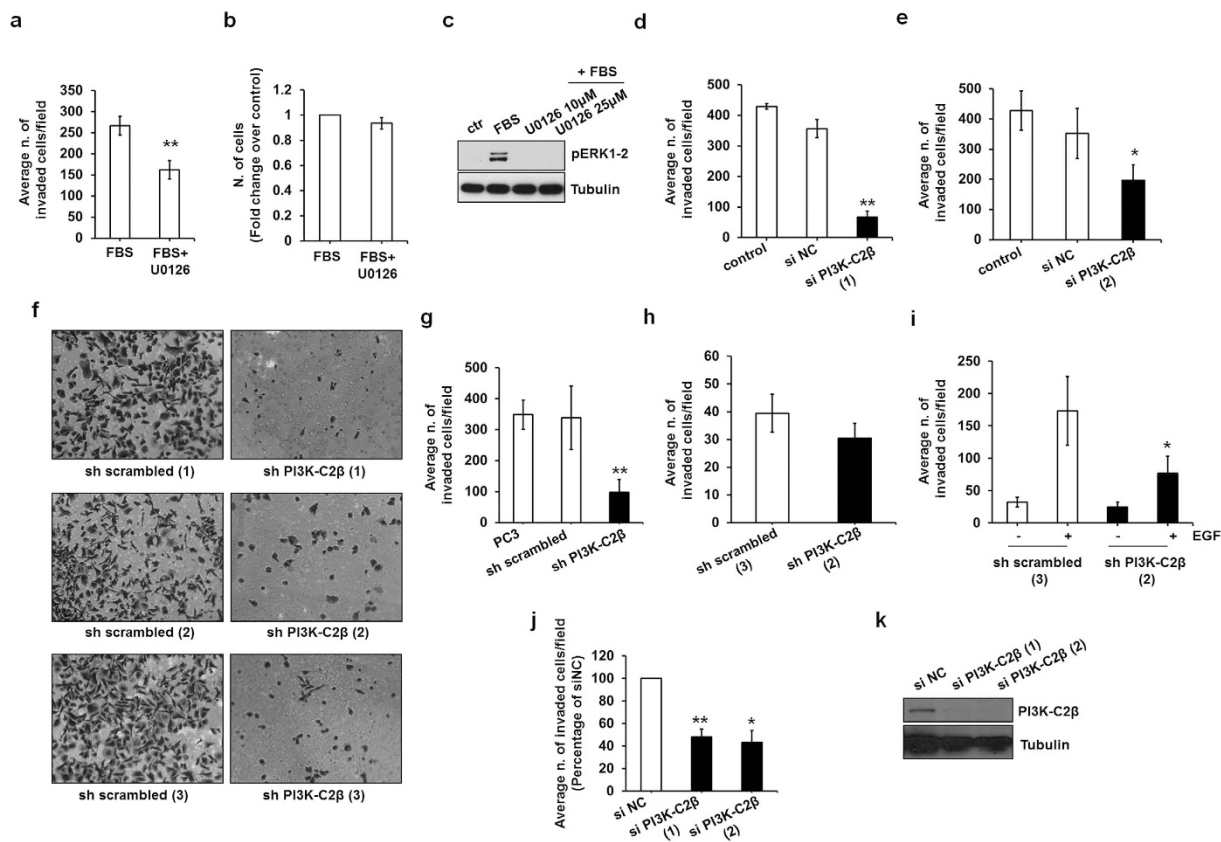 a
Average n. of
invaded cells/field
350
300
250
200
150
100
50
0
**
FBS
FBS+
U0126
b
N. of cells
(Fold change over control)
1.2
1
0.8
0.6
0.4
0.2
0
FBS
FBS+
U0126
c
+ FBS
ctr
FBS
U0126 10µM
U0126 25µM
pERK1-2
Tubulin
d
Average n. of
invaded cells/field
500
400
300
200
100
0
**
control
si NC
si PI3K-C2β
(1)
e
Average n. of
invaded cells/field
500
400
300
200
100
0
*
control
si NC
si PI3K-C2β
(2)
f
sh scrambled (1)
sh PI3K-C2β (1)
sh scrambled (2)
sh PI3K-C2β (2)
sh scrambled (3)
sh PI3K-C2β (3)
g
Average n. of
invaded cells/field
500
400
300
200
100
0
**
PC3
sh scrambled
sh PI3K-C2β
h
Average n. of
invaded cells/field
60
50
40
30
20
10
0
sh scrambled
(3)
sh PI3K-C2β
(2)
i
Average n. of
invaded cells/field
250
200
150
100
50
0
*
- + - + EGF
sh scrambled
(3)
sh PI3K-C2β
(2)
j
Average n. of invaded cells/field
(Percentage of siNC)
120
100
80
60
40
20
0
**
*
si NC
si PI3K-C2β
(1)
si PI3K-C2β
(2)
k
si NC
si PI3K-C2β (1)
si PI3K-C2β (2)
PI3K-C2β
Tubulin